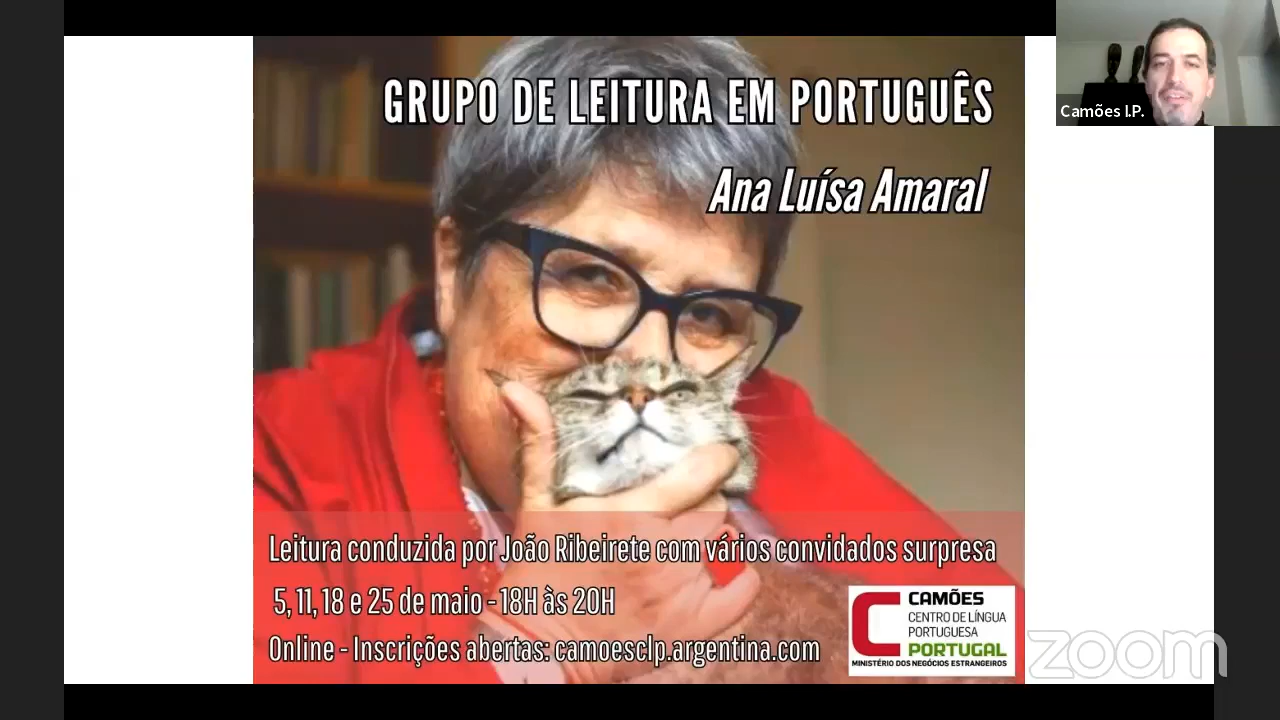 GRUPO DE LEITURA EM PORTUGUÊS
Ana Luísa Amaral
Camões I.P.
Leitura conduzida por João Ribeirete com vários convidados surpresa
5, 11, 18 e 25 de maio - 18H às 20H
Online - Inscrições abertas: camoesclp.argentina.com
CAMÕES
CENTRO DE LÍNGUA
PORTUGUESA
PORTUGAL
MINISTÉRIO DOS NEGÓCIOS ESTRANGEIROS
zoom